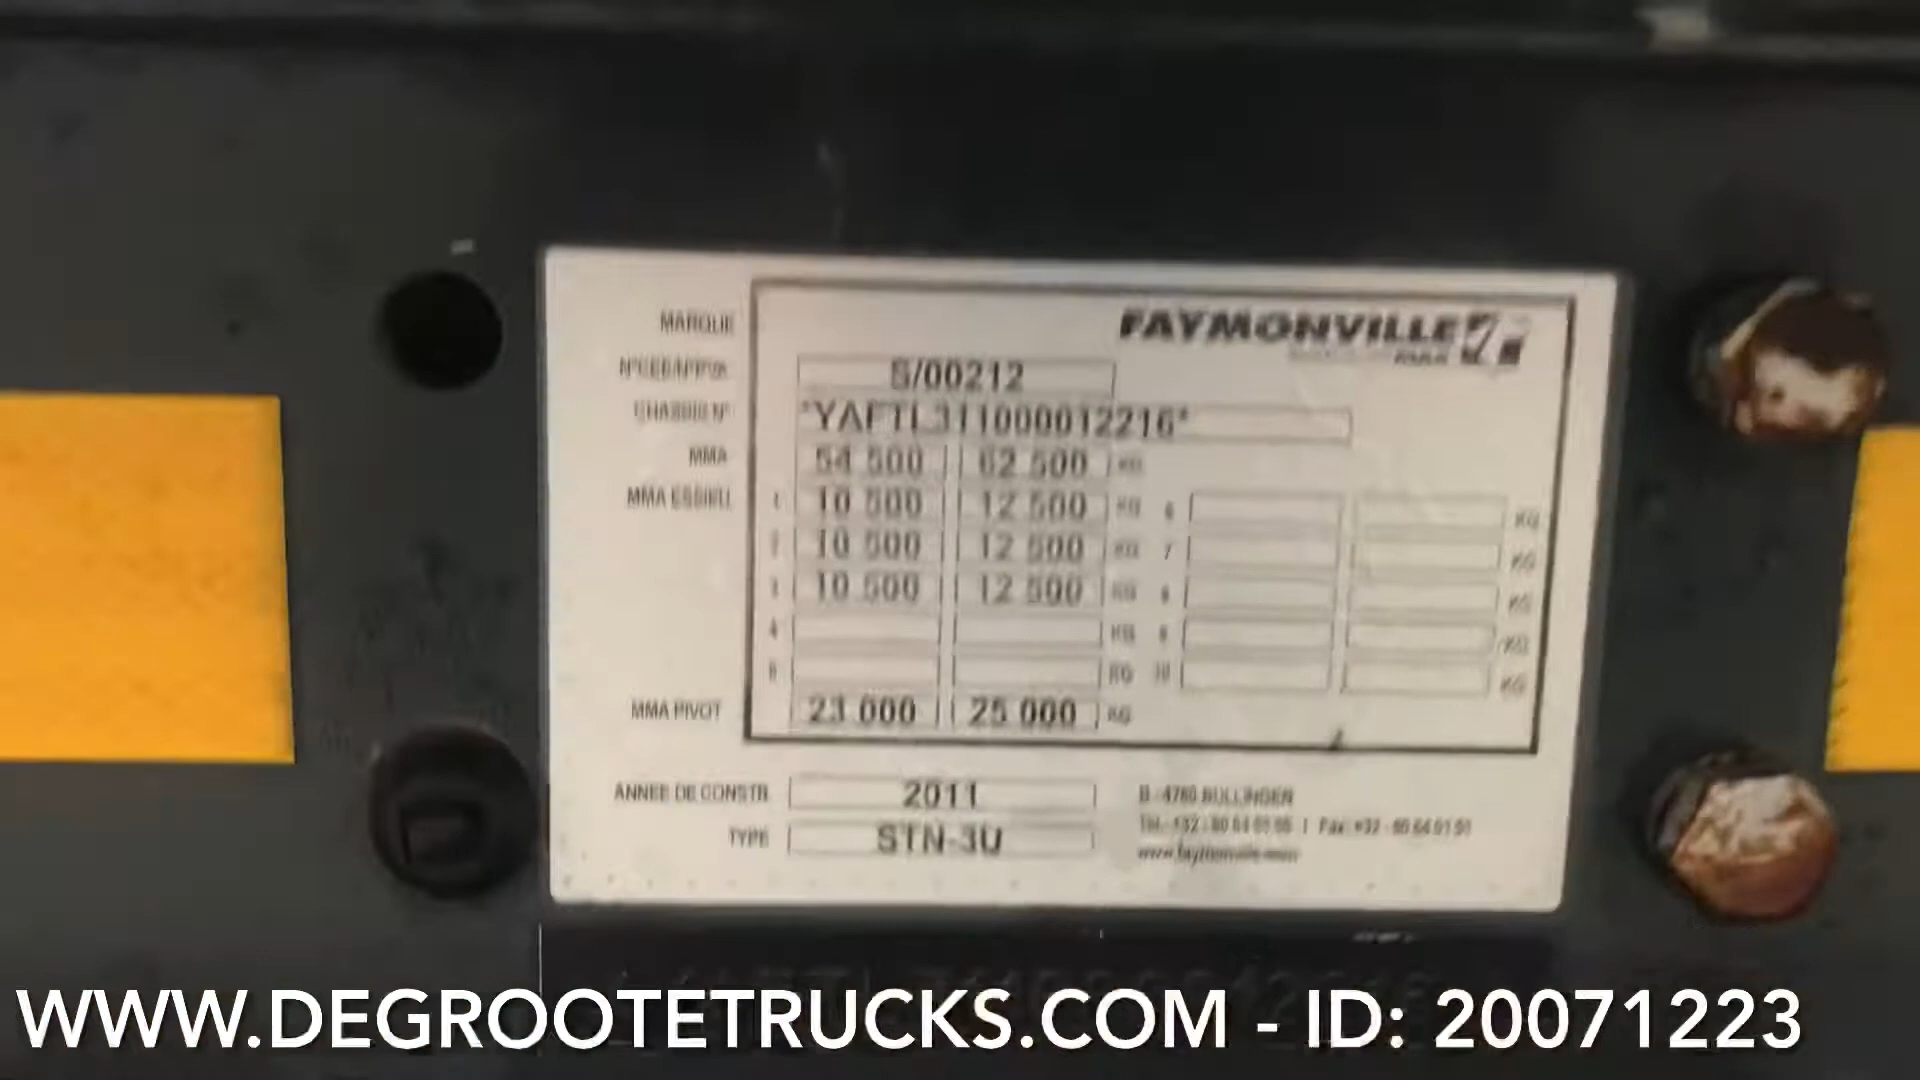 MARQUE FAYMONVILLE
S/00212
CHASSIS N° *YAFTL311000012216*
MMA 54 500 62 500 KG
MMA ESSIEU 1 10 500 12 500 KG 6 KG
2 10 500 12 500 KG 7 KG
3 10 500 12 500 KG 8 KG
4 KG 9 KG
5 KG 10 KG
MMA PIVOT 23 000 25 000 KG
ANNEE DE CONSTR. 2011 B - 4760 BULLINGEN
TYPE STN-3U
www.faymonville.com
WWW.DEGROOTETRUCKS.COM - ID: 20071223